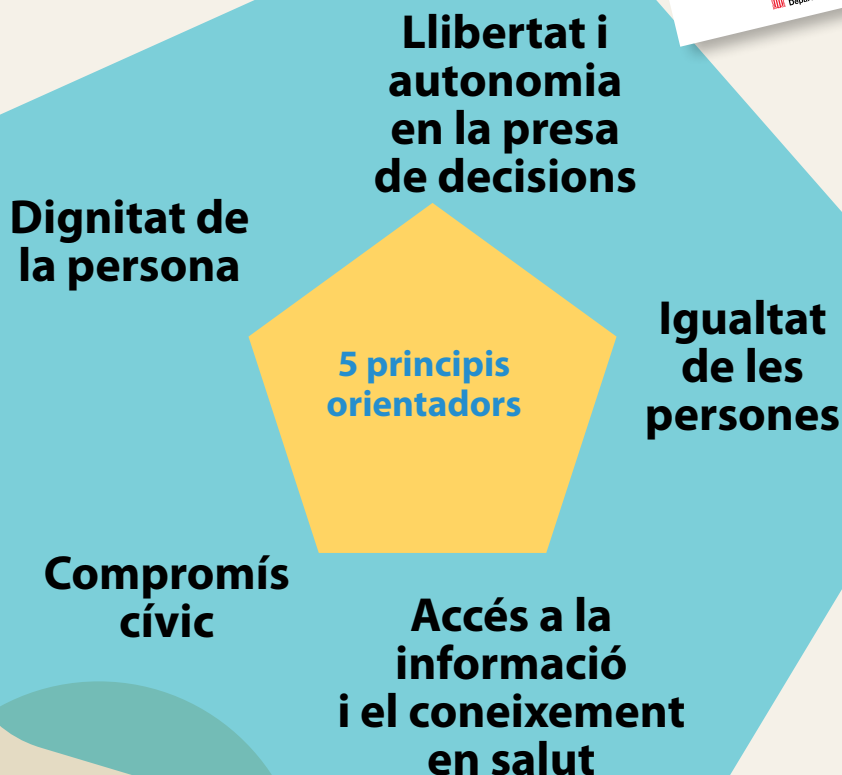 Llibertat i
autonomia
en la presa
de decisions
Dignitat de
la persona
Igualtat
de les
persones
5 principis
orientadors
Compromís
cívic
Accés a la
informació
i el coneixement
en salut